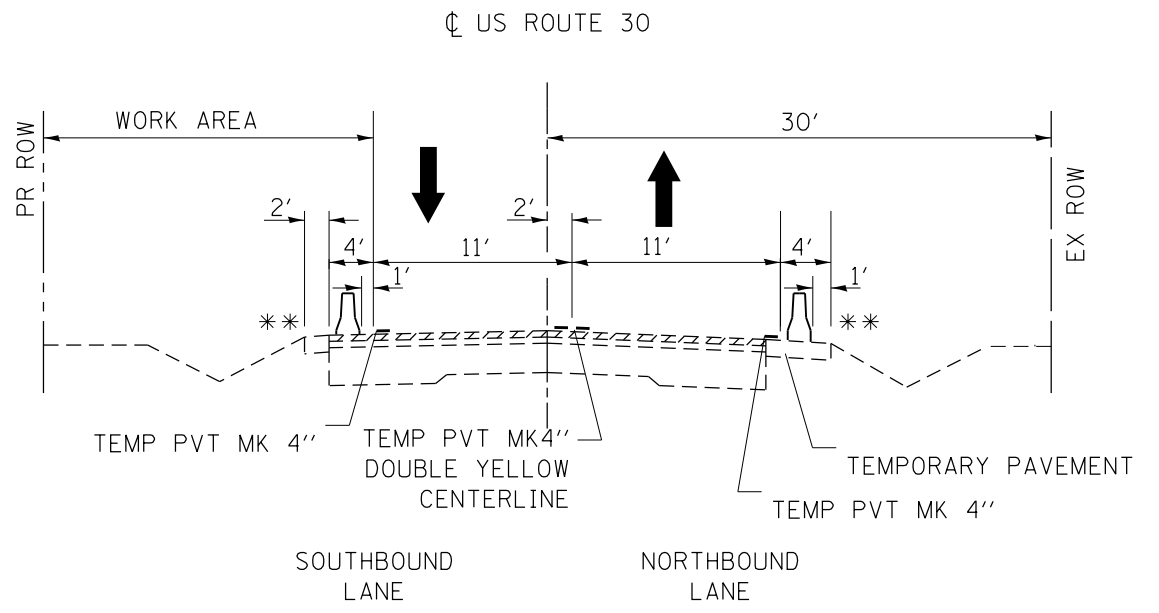 ℄ US ROUTE 30
WORK AREA
30'
PR ROW
EX ROW
2'
2'
4'
11'
11'
4'
1'
1'
**
**
TEMP PVT MK 4''
TEMP PVT MK4''
DOUBLE YELLOW
CENTERLINE
TEMPORARY PAVEMENT
TEMP PVT MK 4''
SOUTHBOUND
LANE
NORTHBOUND
LANE